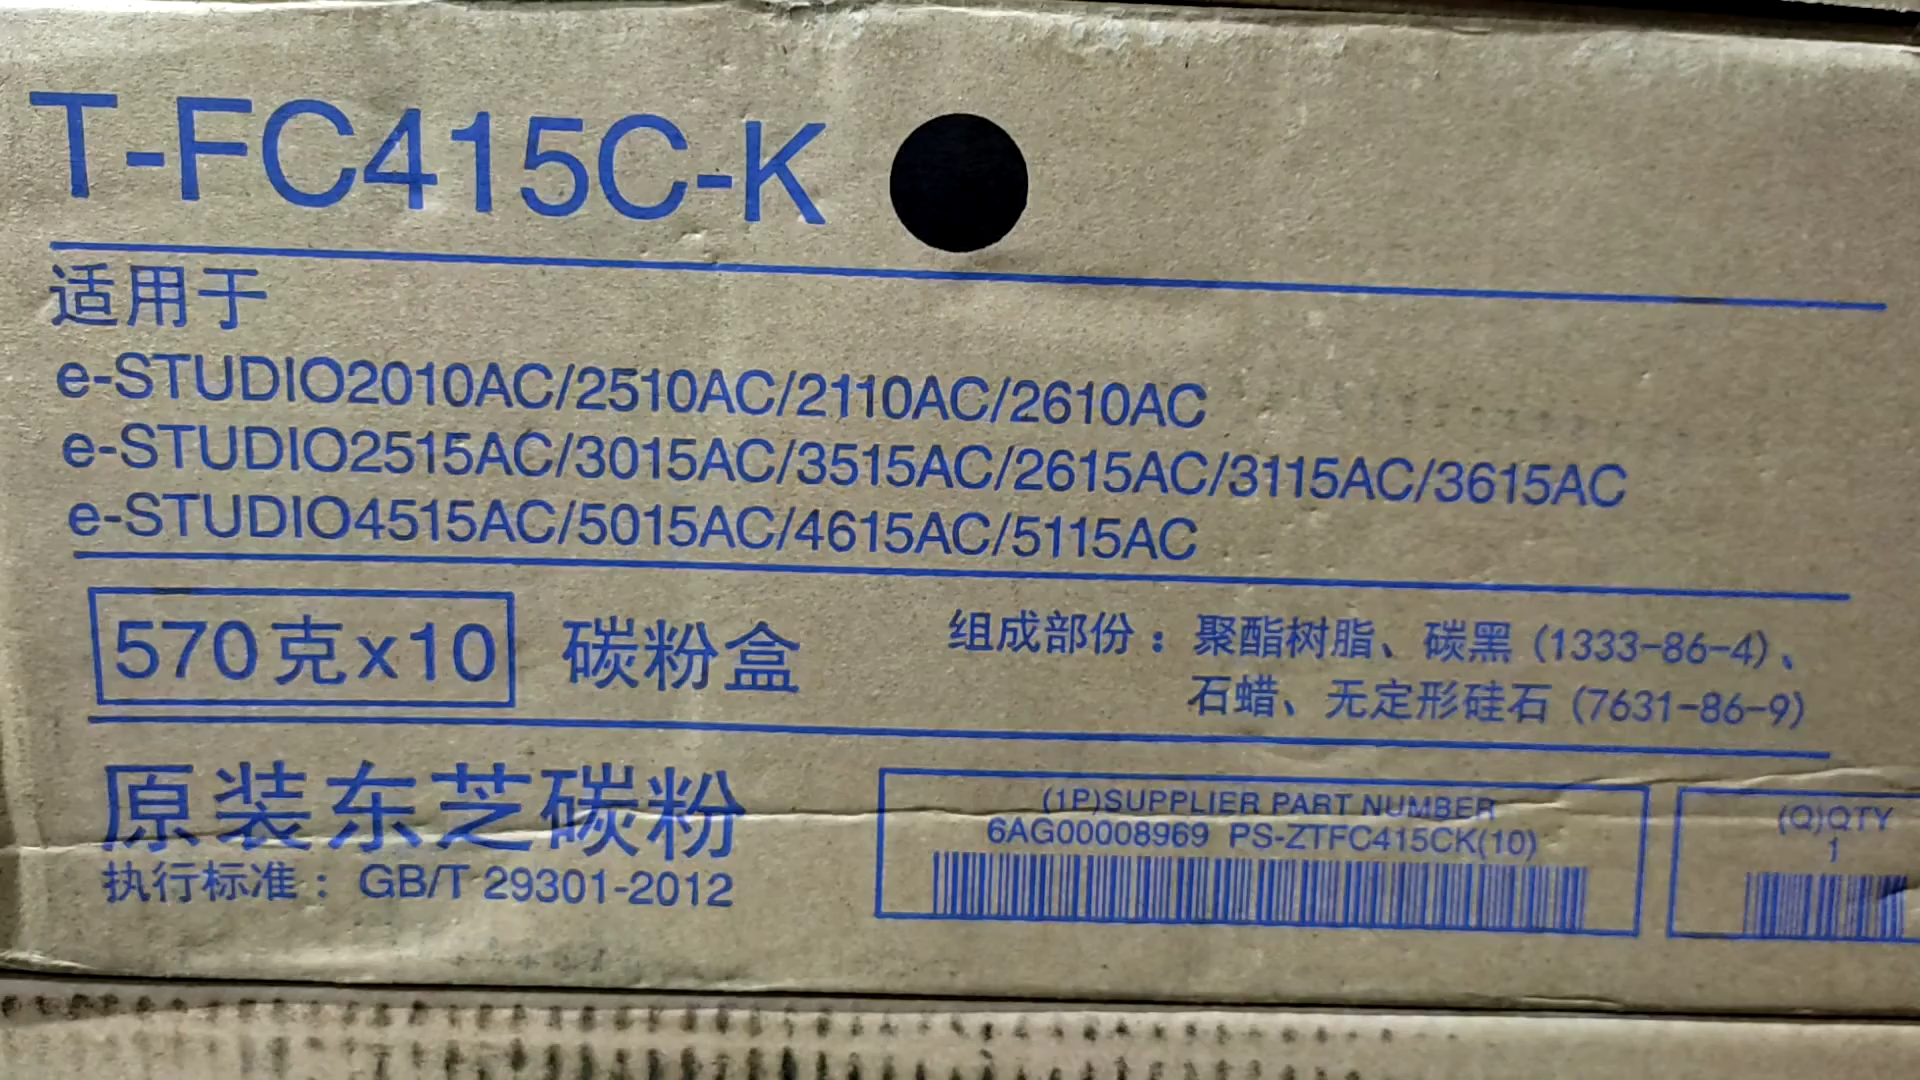 T-FC415C-K
适用于
e-STUDIO2010AC/2510AC/2110AC/2610AC
e-STUDIO2515AC/3015AC/3515AC/2615AC/3115AC/3615AC
e-STUDIO4515AC/5015AC/4615AC/5115AC
570克x10 碳粉盒
组成部份：聚酯树脂、碳黑 (1333-86-4)、
石蜡、无定形硅石 (7631-86-9)
原装东芝碳粉
执行标准： GB/T 29301-2012
(1P)SUPPLIER PART NUMBER
6AG00008969 PS-ZTFC415CK(10)
(Q)QTY
1